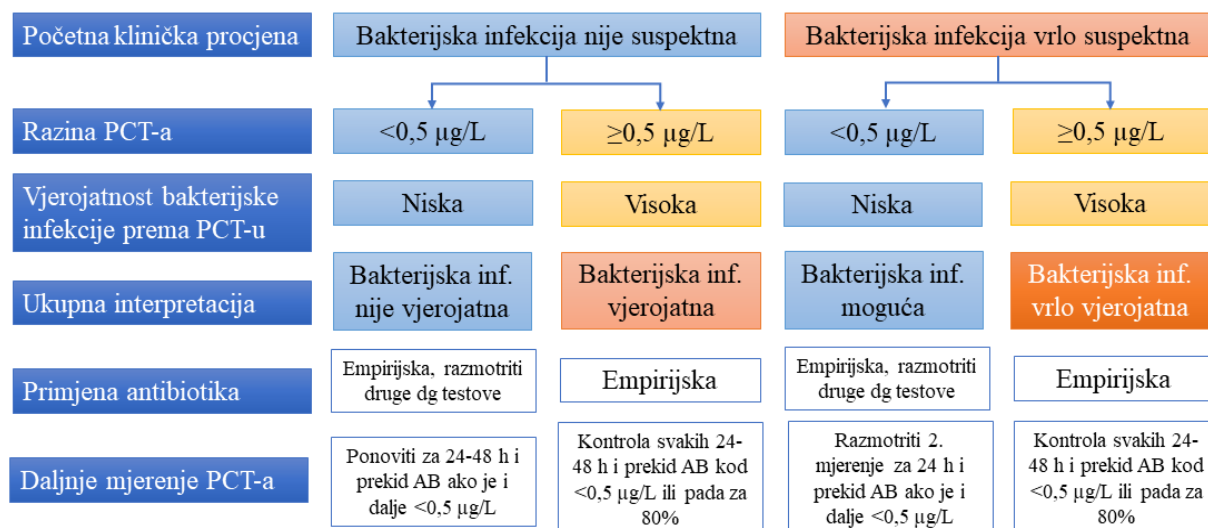 Početna klinička procjena
Bakterijska infekcija nije suspektna
Bakterijska infekcija vrlo suspektna
Razina PCT-a
<0,5 µg/L
≥0,5 µg/L
<0,5 µg/L
≥0,5 µg/L
Vjerojatnost bakterijske
infekcije prema PCT-u
Niska
Visoka
Niska
Visoka
Ukupna interpretacija
Bakterijska inf.
nije vjerojatna
Bakterijska inf.
vjerojatna
Bakterijska inf.
moguća
Bakterijska inf.
vrlo vjerojatna
Primjena antibiotika
Empirijska, razmotriti
druge dg testove
Empirijska
Empirijska, razmotriti
druge dg testove
Empirijska
Daljnje mjerenje PCT-a
Ponoviti za 24-48 h i
prekid AB ako je i
dalje <0,5 µg/L
Kontrola svakih 24-
48 h i prekid AB kod
<0,5 µg/L ili pada za
80%
Razmotriti 2.
mjerenje za 24 h i
prekid AB ako je i
dalje <0,5 µg/L
Kontrola svakih 24-
48 h i prekid AB kod
<0,5 µg/L ili pada za
80%